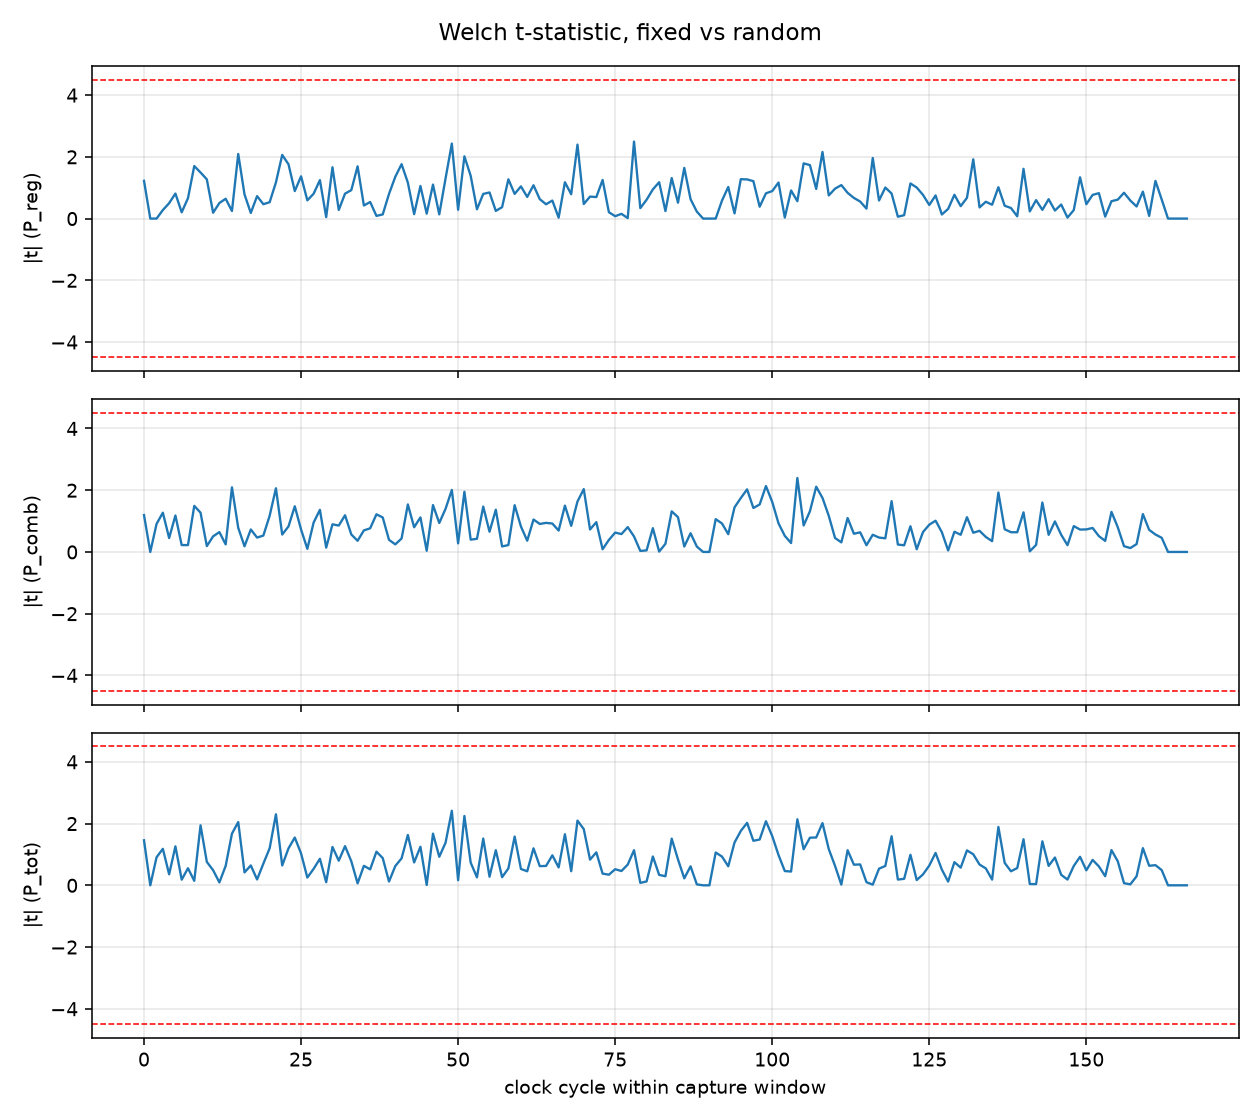 Welch t-statistic, fixed vs random
|t| (P_reg)
4
2
0
−2
−4
|t| (P_comb)
4
2
0
−2
−4
|t| (P_tot)
4
2
0
−2
−4
0 25 50 75 100 125 150
clock cycle within capture window